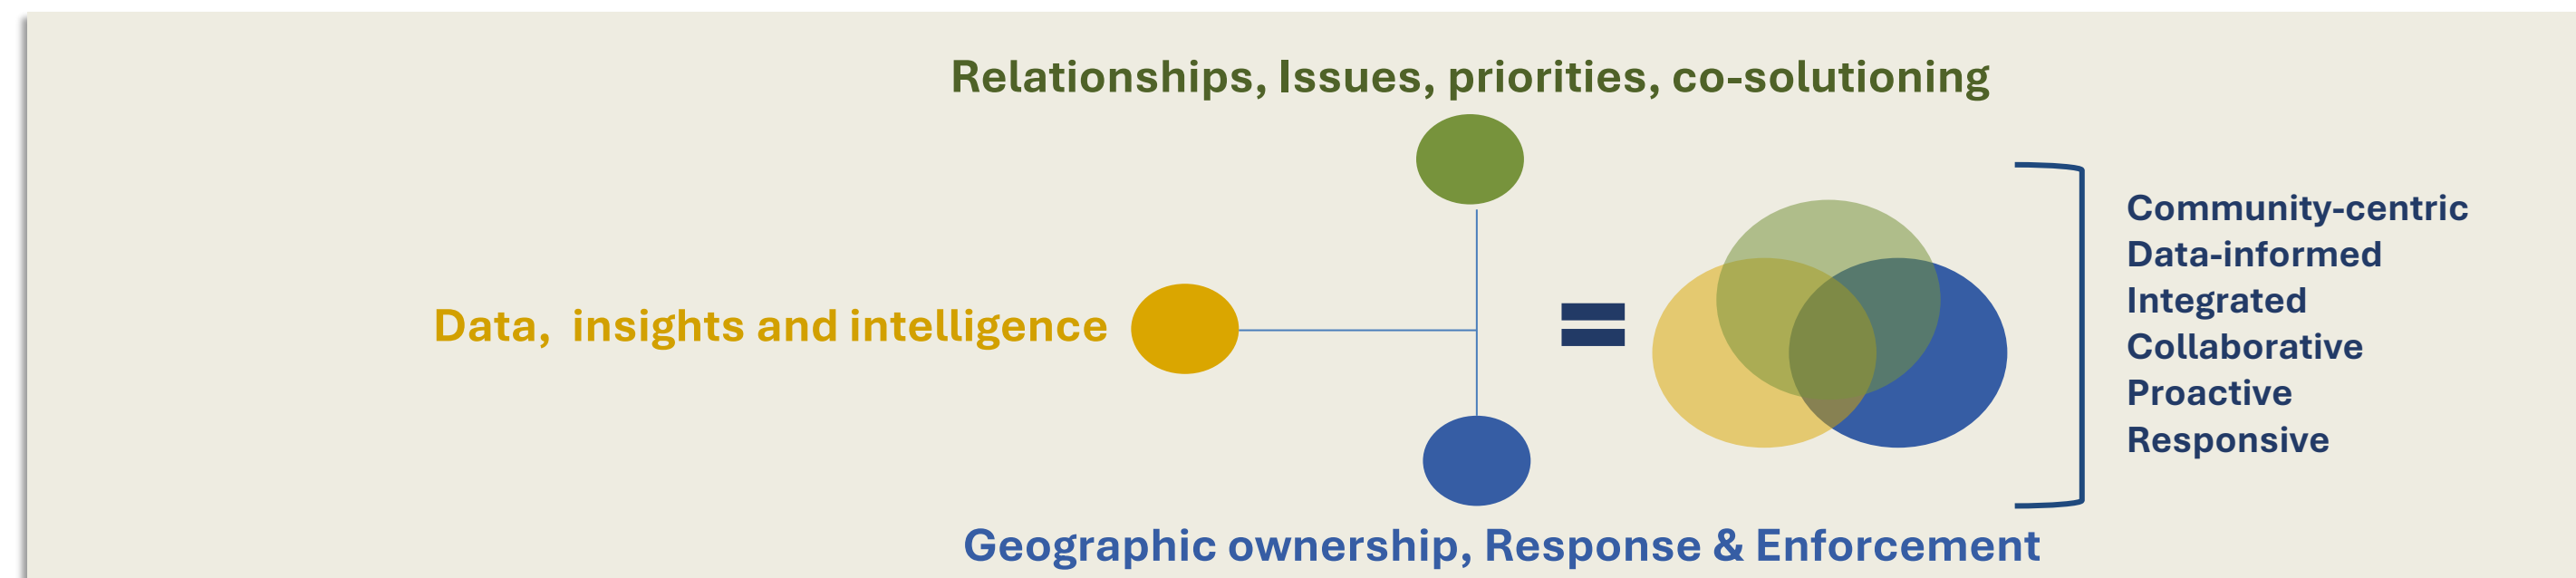 Relationships, Issues, priorities, co-solutioning
Data, insights and intelligence
=
Community-centric
Data-informed
Integrated
Collaborative
Proactive
Responsive
Geographic ownership, Response & Enforcement